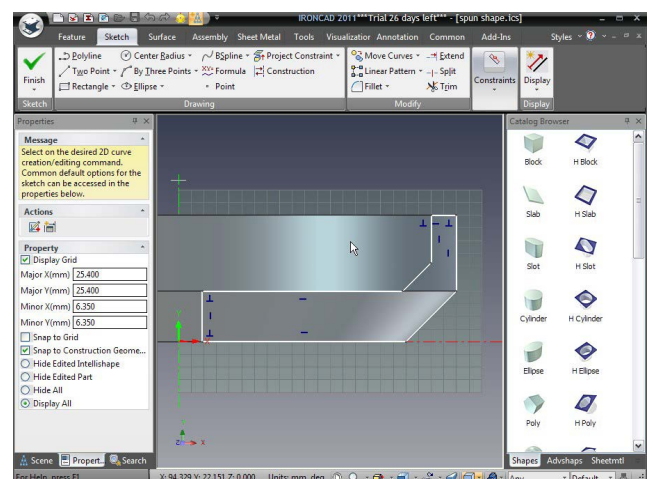 IRONCAD 2011***Trial 26 days left*** - [spun shape.ics]
Feature Sketch Surface Assembly Sheet Metal Tools Visualization Annotation Common Add-Ins Styles
Polyline Center Radius BSpline Project Constraint Move Curves Extend
Two Point By Three Points Formula Construction Linear Pattern Split
Rectangle Ellipse Point Fillet Trim
Finish Constraints Display
Sketch Drawing Modify Display
Properties
Catalog Browser
Message
Select on the desired 2D curve
creation/editing command.
Common default options for the
sketch can be accessed in the
properties below.
Actions
Property
Display Grid
Major X(mm) 25.400
Major Y(mm) 25.400
Minor X(mm) 6.350
Minor Y(mm) 6.350
Snap to Grid
Snap to Construction Geome...
Hide Edited Intellishape
Hide Edited Part
Hide All
Display All
Block H Block
Slab H Slab
Slot H Slot
Cylinder H Cylinder
Ellipse H Ellipse
Poly H Poly
Y
X
Z X
Scene Propert... Search
Shapes Advshaps Sheetmtl
For Help, press F1 X: 94.329 Y: 22.151 Z: 0.000 Units: mm, deg Any Default